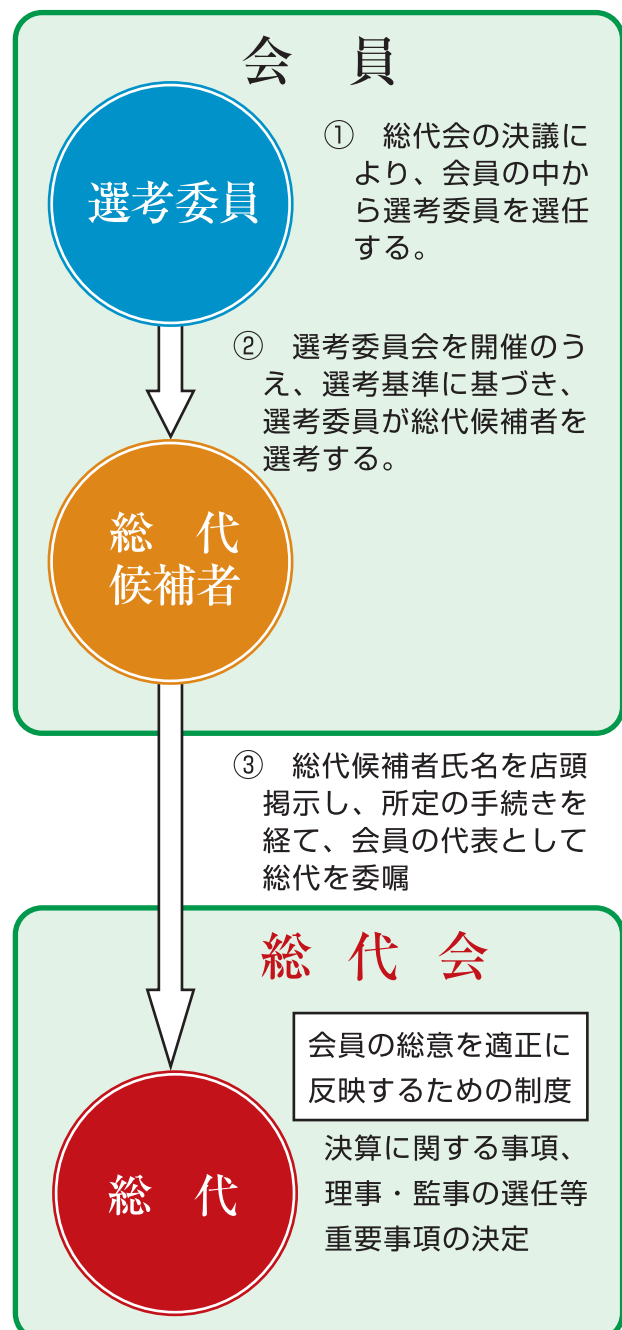 会　員
選考委員
①　総代会の決議に
より、会員の中か
ら選考委員を選任
する。
②　選考委員会を開催のう
え、選考基準に基づき、
選考委員が総代候補者を
選考する。
総　代
候補者
③　総代候補者氏名を店頭
掲示し、所定の手続きを
経て、会員の代表として
総代を委嘱
総 代 会
会員の総意を適正に
反映するための制度
総　代
決算に関する事項、
理事・監事の選任等
重要事項の決定